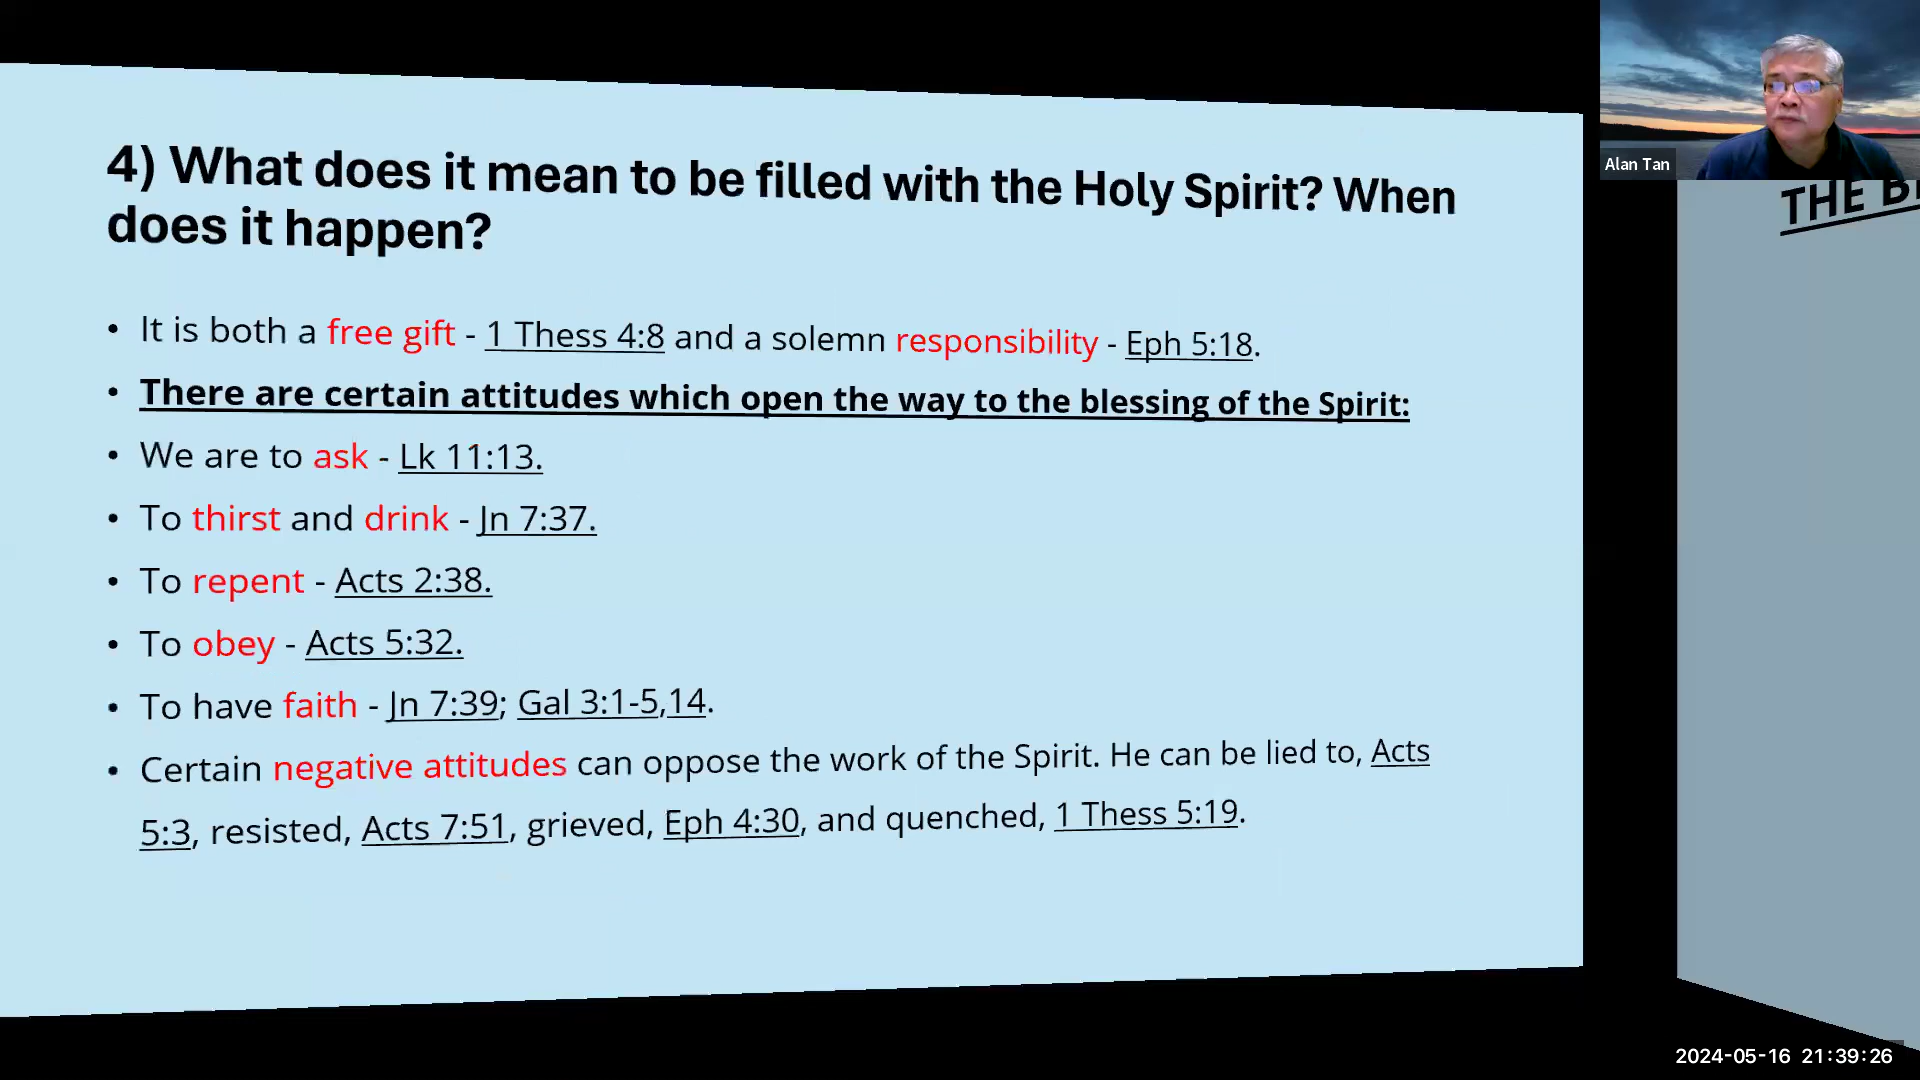 4) What does it mean to be filled with the Holy Spirit? When
does it happen?
• It is both a free gift - 1 Thess 4:8 and a solemn responsibility - Eph 5:18.
• There are certain attitudes which open the way to the blessing of the Spirit:
• We are to ask - Lk 11:13.
• To thirst and drink - Jn 7:37.
• To repent - Acts 2:38.
• To obey - Acts 5:32.
• To have faith - Jn 7:39; Gal 3:1-5,14.
• Certain negative attitudes can oppose the work of the Spirit. He can be lied to, Acts
5:3, resisted, Acts 7:51, grieved, Eph 4:30, and quenched, 1 Thess 5:19.
Alan Tan
THE
2024-05-16 21:39:26